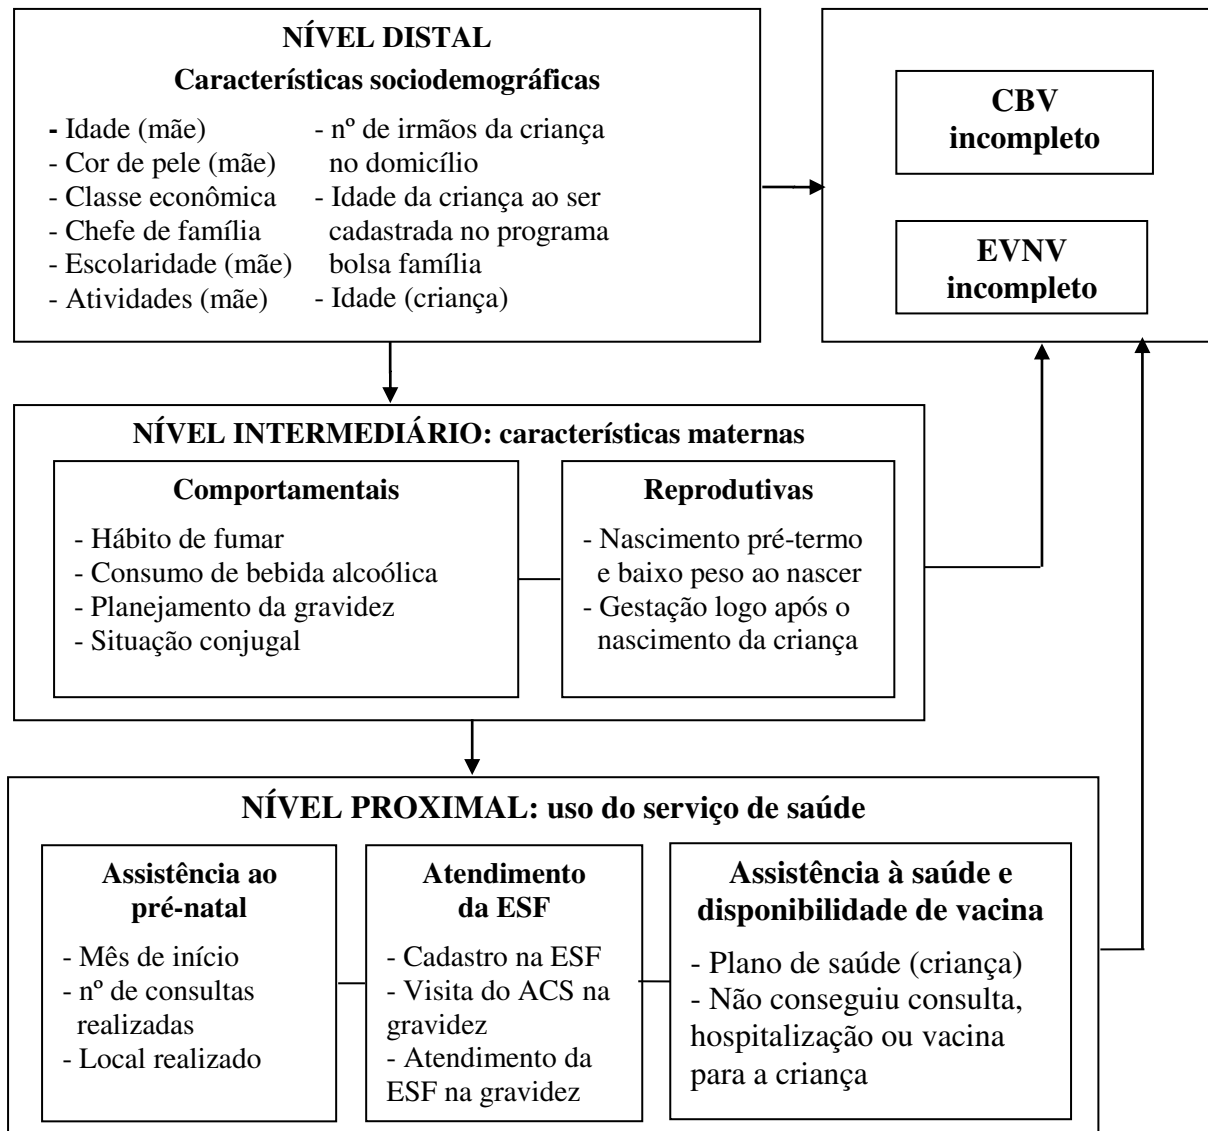 NÍVEL DISTAL
Características sociodemográficas
- Idade (mãe)
- Cor de pele (mãe)
- Classe econômica
- Chefe de família
- Escolaridade (mãe)
- Atividades (mãe)
- nº de irmãos da criança
no domicílio
- Idade da criança ao ser
cadastrada no programa
bolsa família
- Idade (criança)
CBV
incompleto
EVNV
incompleto
NÍVEL INTERMEDIÁRIO: características maternas
Comportamentais
- Hábito de fumar
- Consumo de bebida alcoólica
- Planejamento da gravidez
- Situação conjugal
Reprodutivas
- Nascimento pré-termo
e baixo peso ao nascer
- Gestação logo após o
nascimento da criança
NÍVEL PROXIMAL: uso do serviço de saúde
Assistência ao
pré-natal
- Mês de início
- nº de consultas
realizadas
- Local realizado
Atendimento
da ESF
- Cadastro na ESF
- Visita do ACS na
gravidez
- Atendimento da
ESF na gravidez
Assistência à saúde e
disponibilidade de vacina
- Plano de saúde (criança)
- Não conseguiu consulta,
hospitalização ou vacina
para a criança